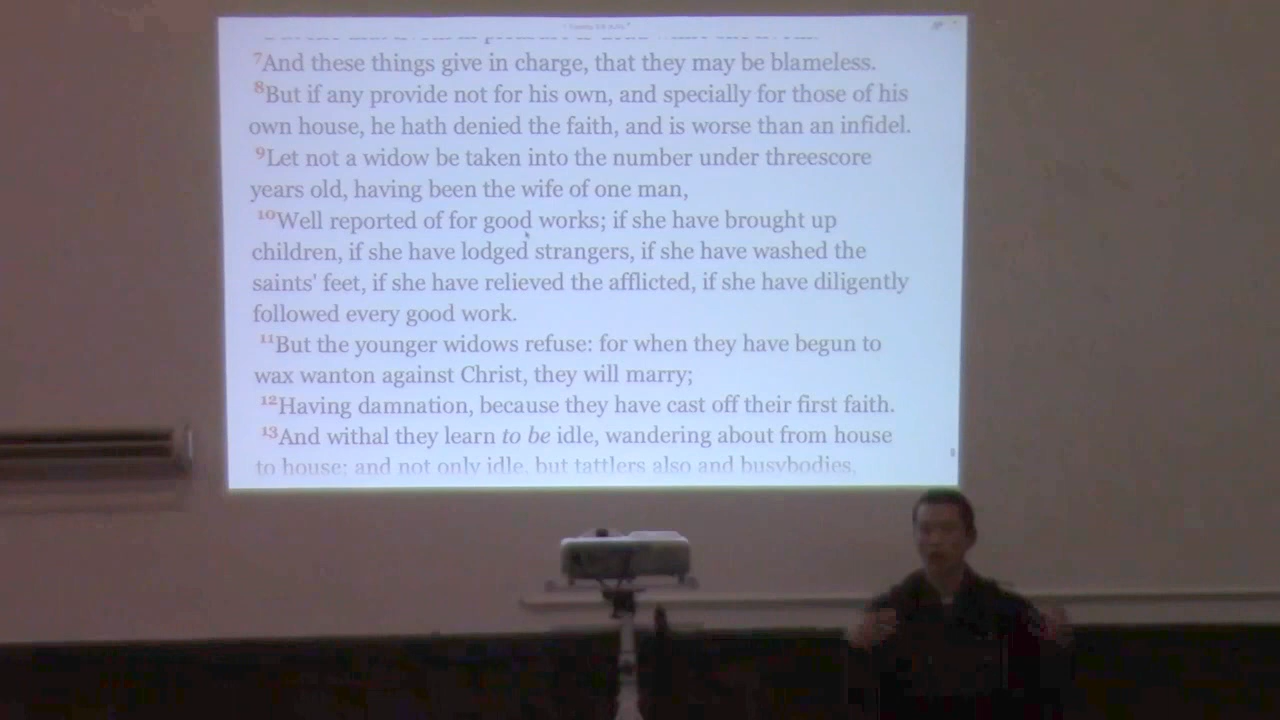 7And these things give in charge, that they may be blameless.
8But if any provide not for his own, and specially for those of his
own house, he hath denied the faith, and is worse than an infidel.
9Let not a widow be taken into the number under threescore
years old, having been the wife of one man,
10Well reported of for good works; if she have brought up
children, if she have lodged strangers, if she have washed the
saints' feet, if she have relieved the afflicted, if she have diligently
followed every good work.
11But the younger widows refuse: for when they have begun to
wax wanton against Christ, they will marry;
12Having damnation, because they have cast off their first faith.
13And withal they learn to be idle, wandering about from house
to house; and not only idle, but tattlers also and busybodies,